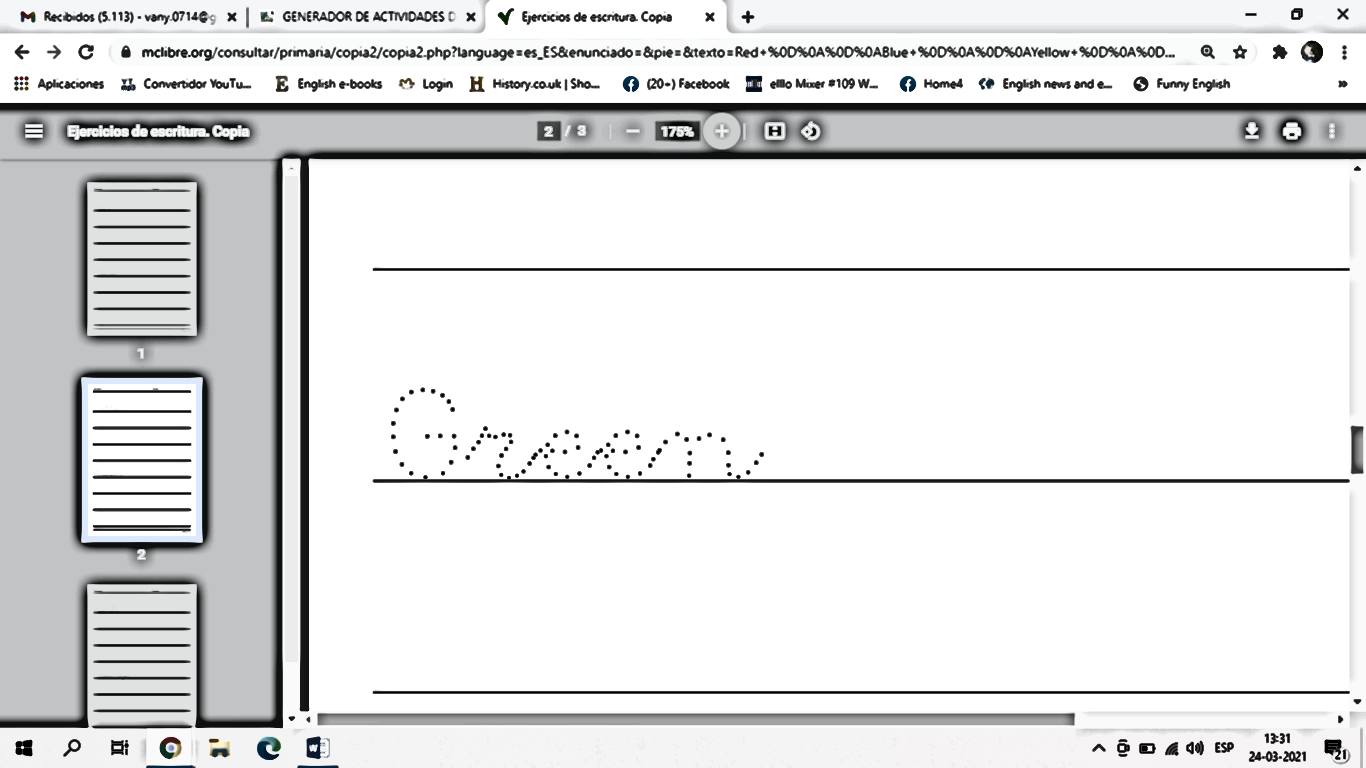 Recibidos (5.113) - vany.0714@g
GENERADOR DE ACTIVIDADES D
Ejercicios de escritura. Copia
mclibre.org/consultar/primaria/copia2/copia2.php?language=es_ES&enunciado=&pie=&texto=Red+%0D%0A%0D%0ABlue+%0D%0A%0D%0AYellow+%0D%0A%0D...
Aplicaciones
Convertidor YouTu...
English e-books
Login
History.co.uk | Sho...
(20+) Facebook
elllo Mixer #109 W...
Home4
English news and e...
Funny English
»
Ejercicios de escritura. Copia
2 / 3
175%
1
2
Green
ESP
13:31
24-03-2021
21